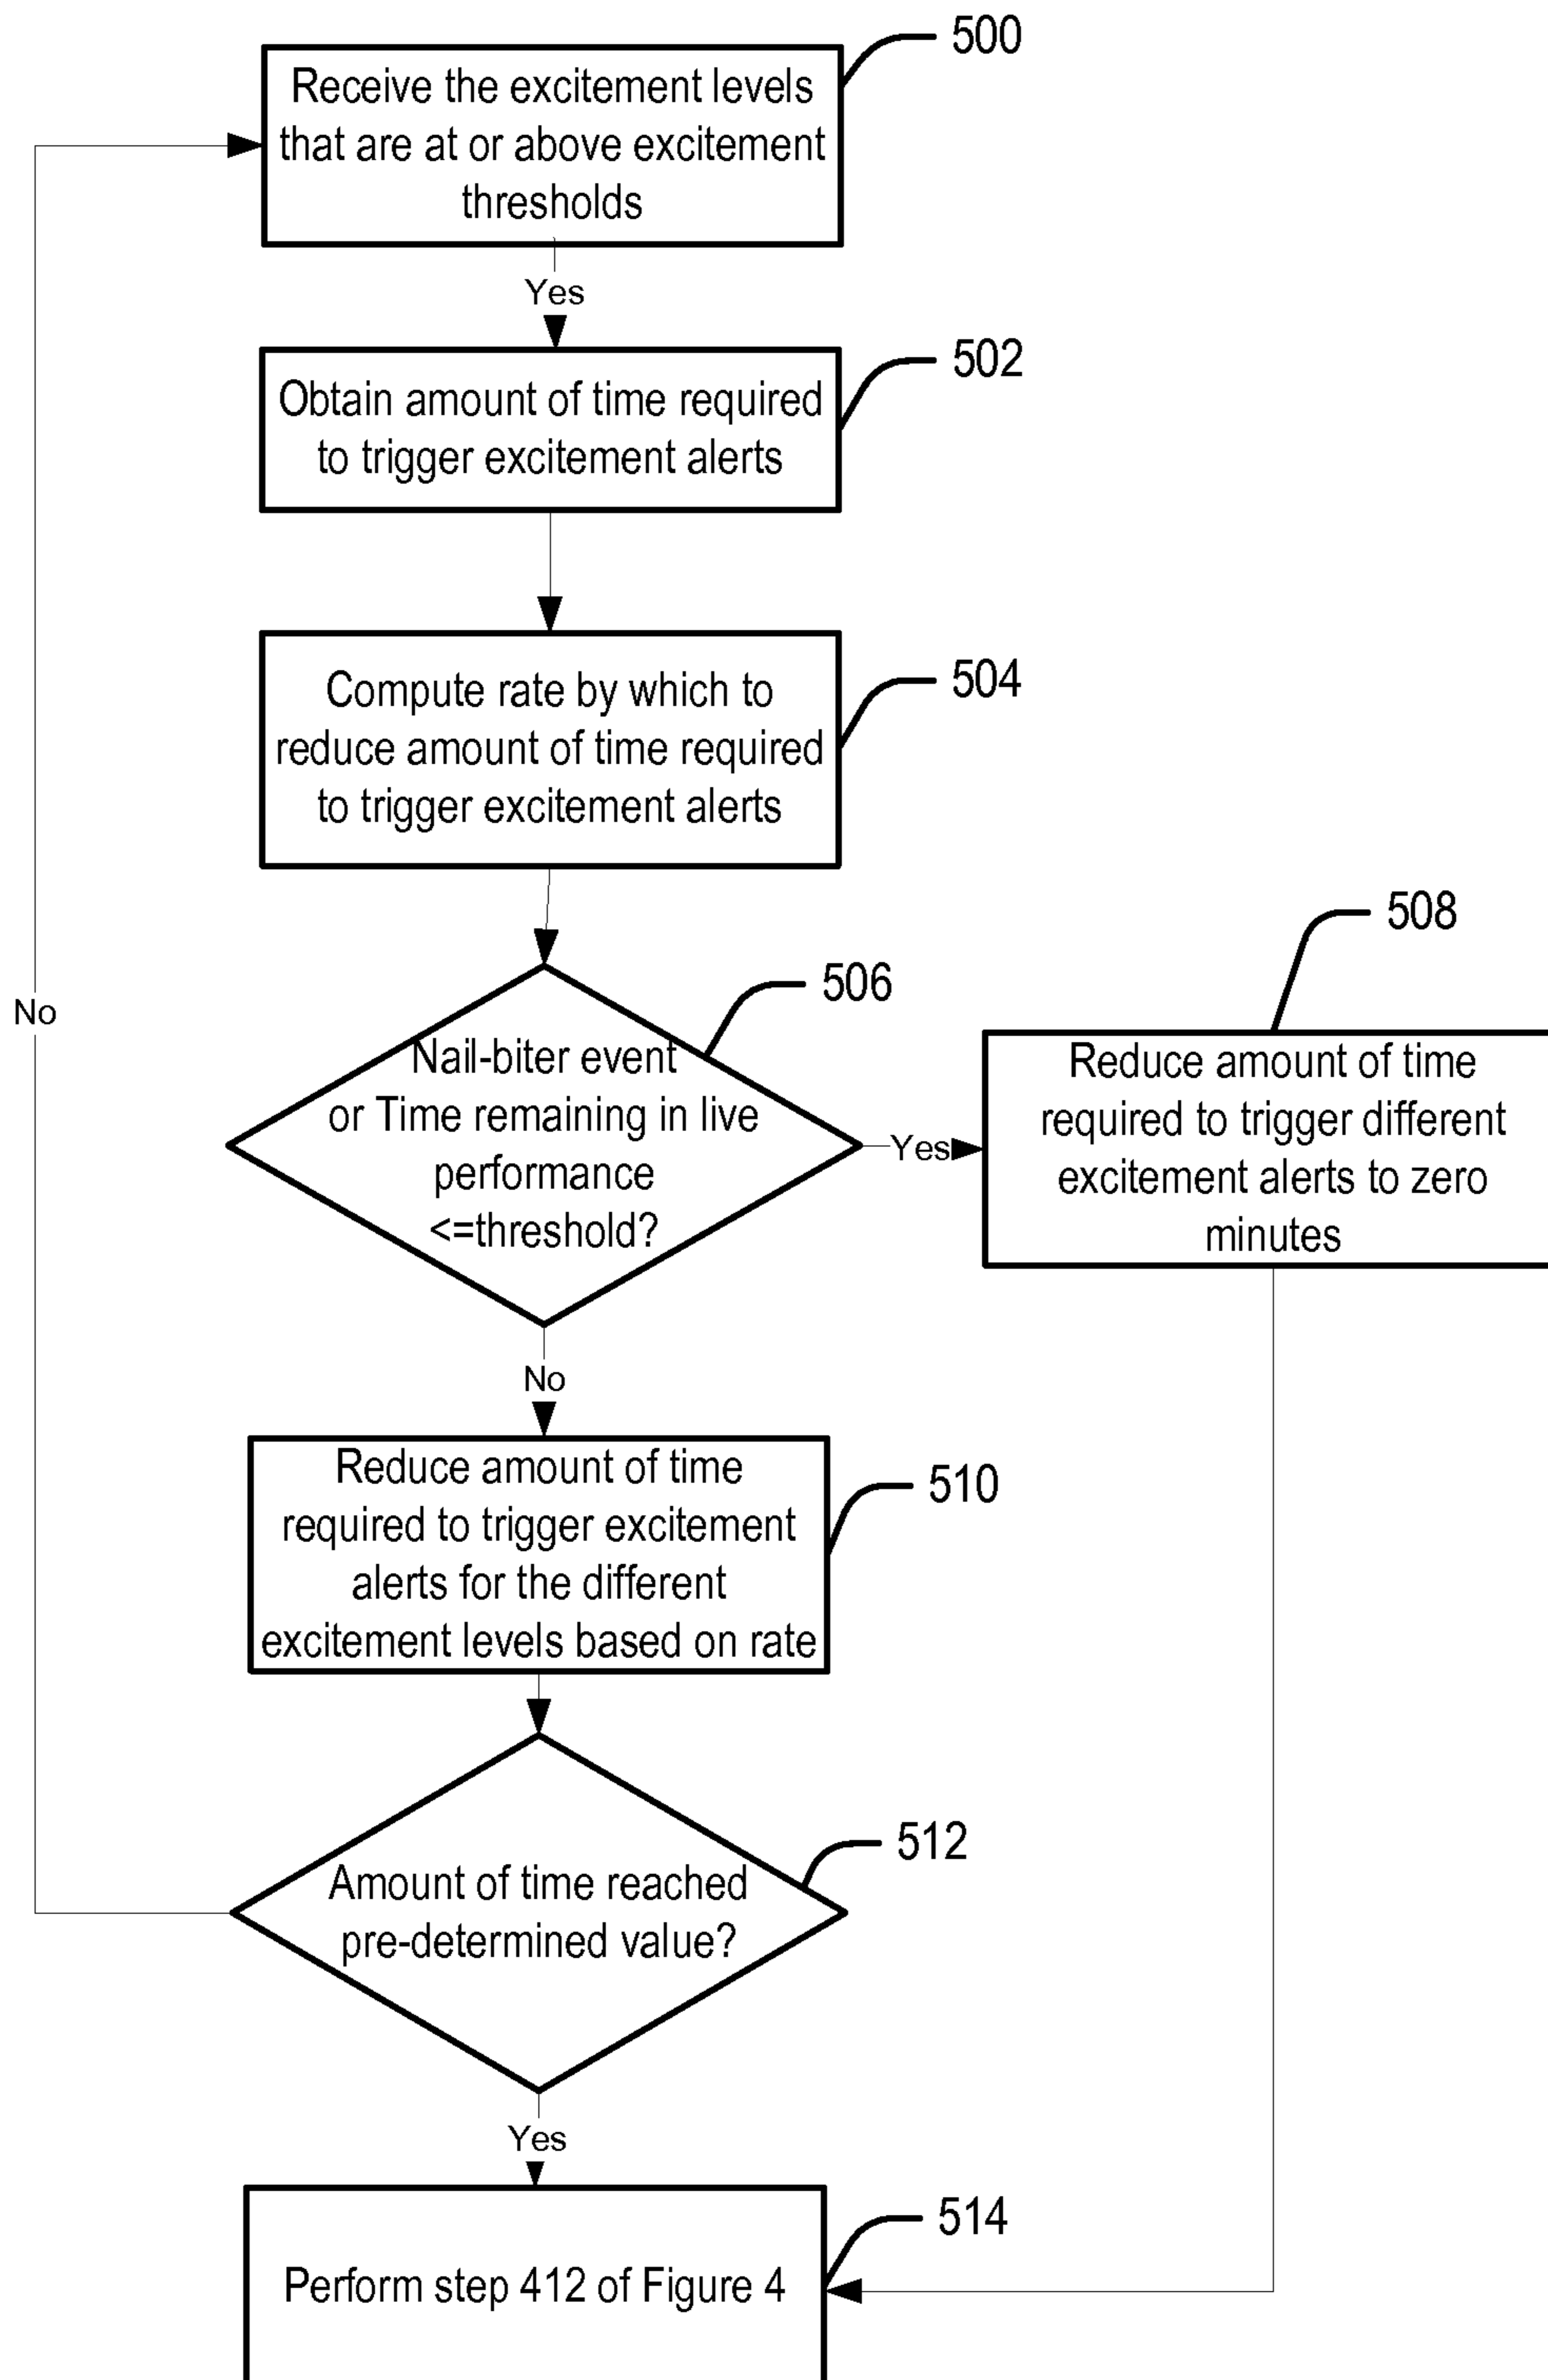 500
Receive the excitement levels
that are at or above excitement
thresholds
Yes
502
Obtain amount of time required
to trigger excitement alerts
504
Compute rate by which to
reduce amount of time required
to trigger excitement alerts
506
Nail-biter event
or Time remaining in live
performance
<=threshold?
Yes
508
Reduce amount of time
required to trigger different
excitement alerts to zero
minutes
No
No
510
Reduce amount of time
required to trigger excitement
alerts for the different
excitement levels based on rate
512
Amount of time reached
pre-determined value?
Yes
514
Perform step 412 of Figure 4